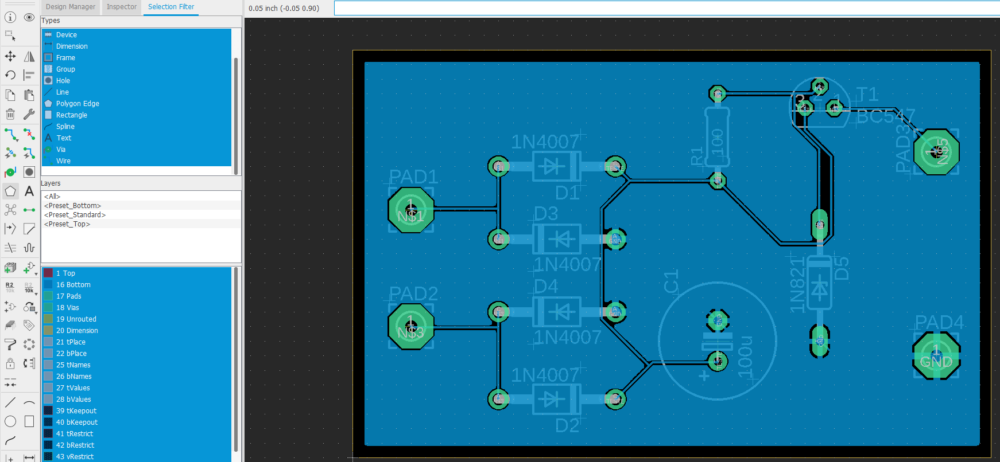 Design Manager
Inspector
Selection Filter
0.05 inch (-0.05 0.90)
Types
Device
Dimension
Frame
Group
Hole
Line
Polygon Edge
Rectangle
Spline
Text
Via
Wire
Layers
<All>
<Preset_Bottom>
<Preset_Standard>
<Preset_Top>
1 Top
16 Bottom
17 Pads
18 Vias
19 Unrouted
20 Dimension
21 tPlace
22 bPlace
25 tNames
26 bNames
27 tValues
28 bValues
39 tKeepout
40 bKeepout
41 tRestrict
42 bRestrict
43 vRestrict
R2
10k
R2
10k
A
PAD1
1
N$1
PAD2
1
N$3
1N4007
D1
D3
1N4007
D4
1N4007
1N4007
D2
A
GND
A
GND
R1
100
T1
BC547
3
2
1
PAD3
1
N$5
C1
GND
100u
+
D5
1N821
GND
PAD4
1
GND